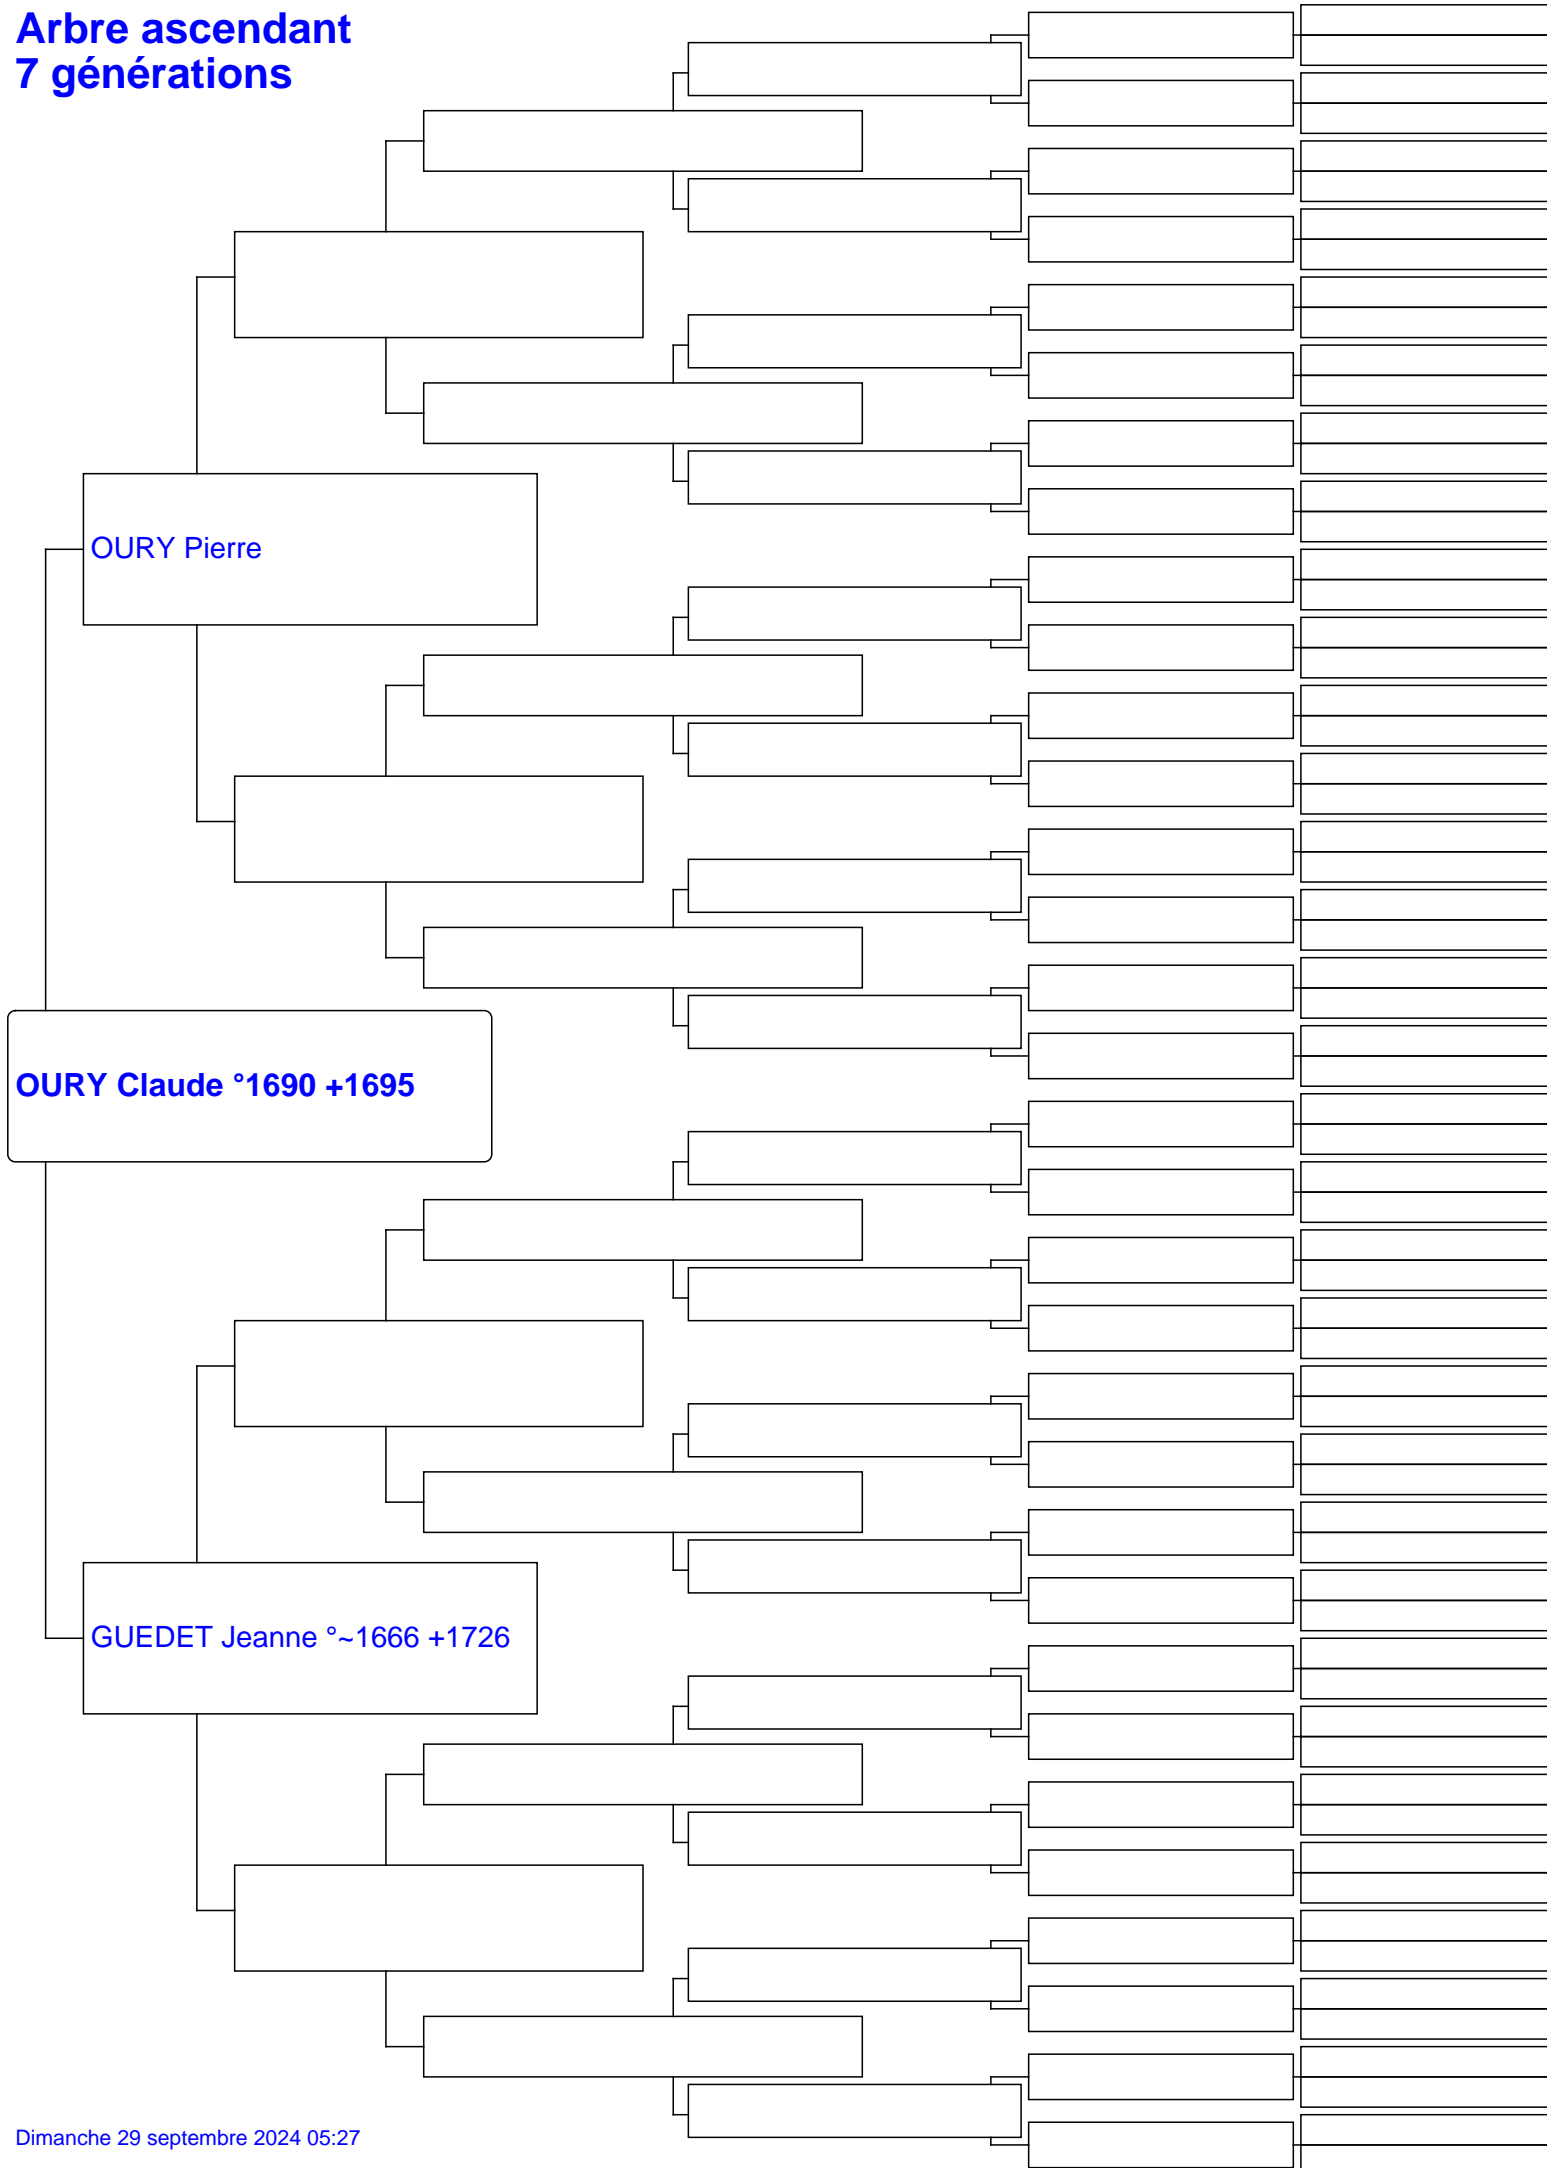 Arbre ascendant
7 générations
OURY Pierre
OURY Claude °1690 +1695
GUEDET Jeanne °~1666 +1726
Dimanche 29 septembre 2024 05:27